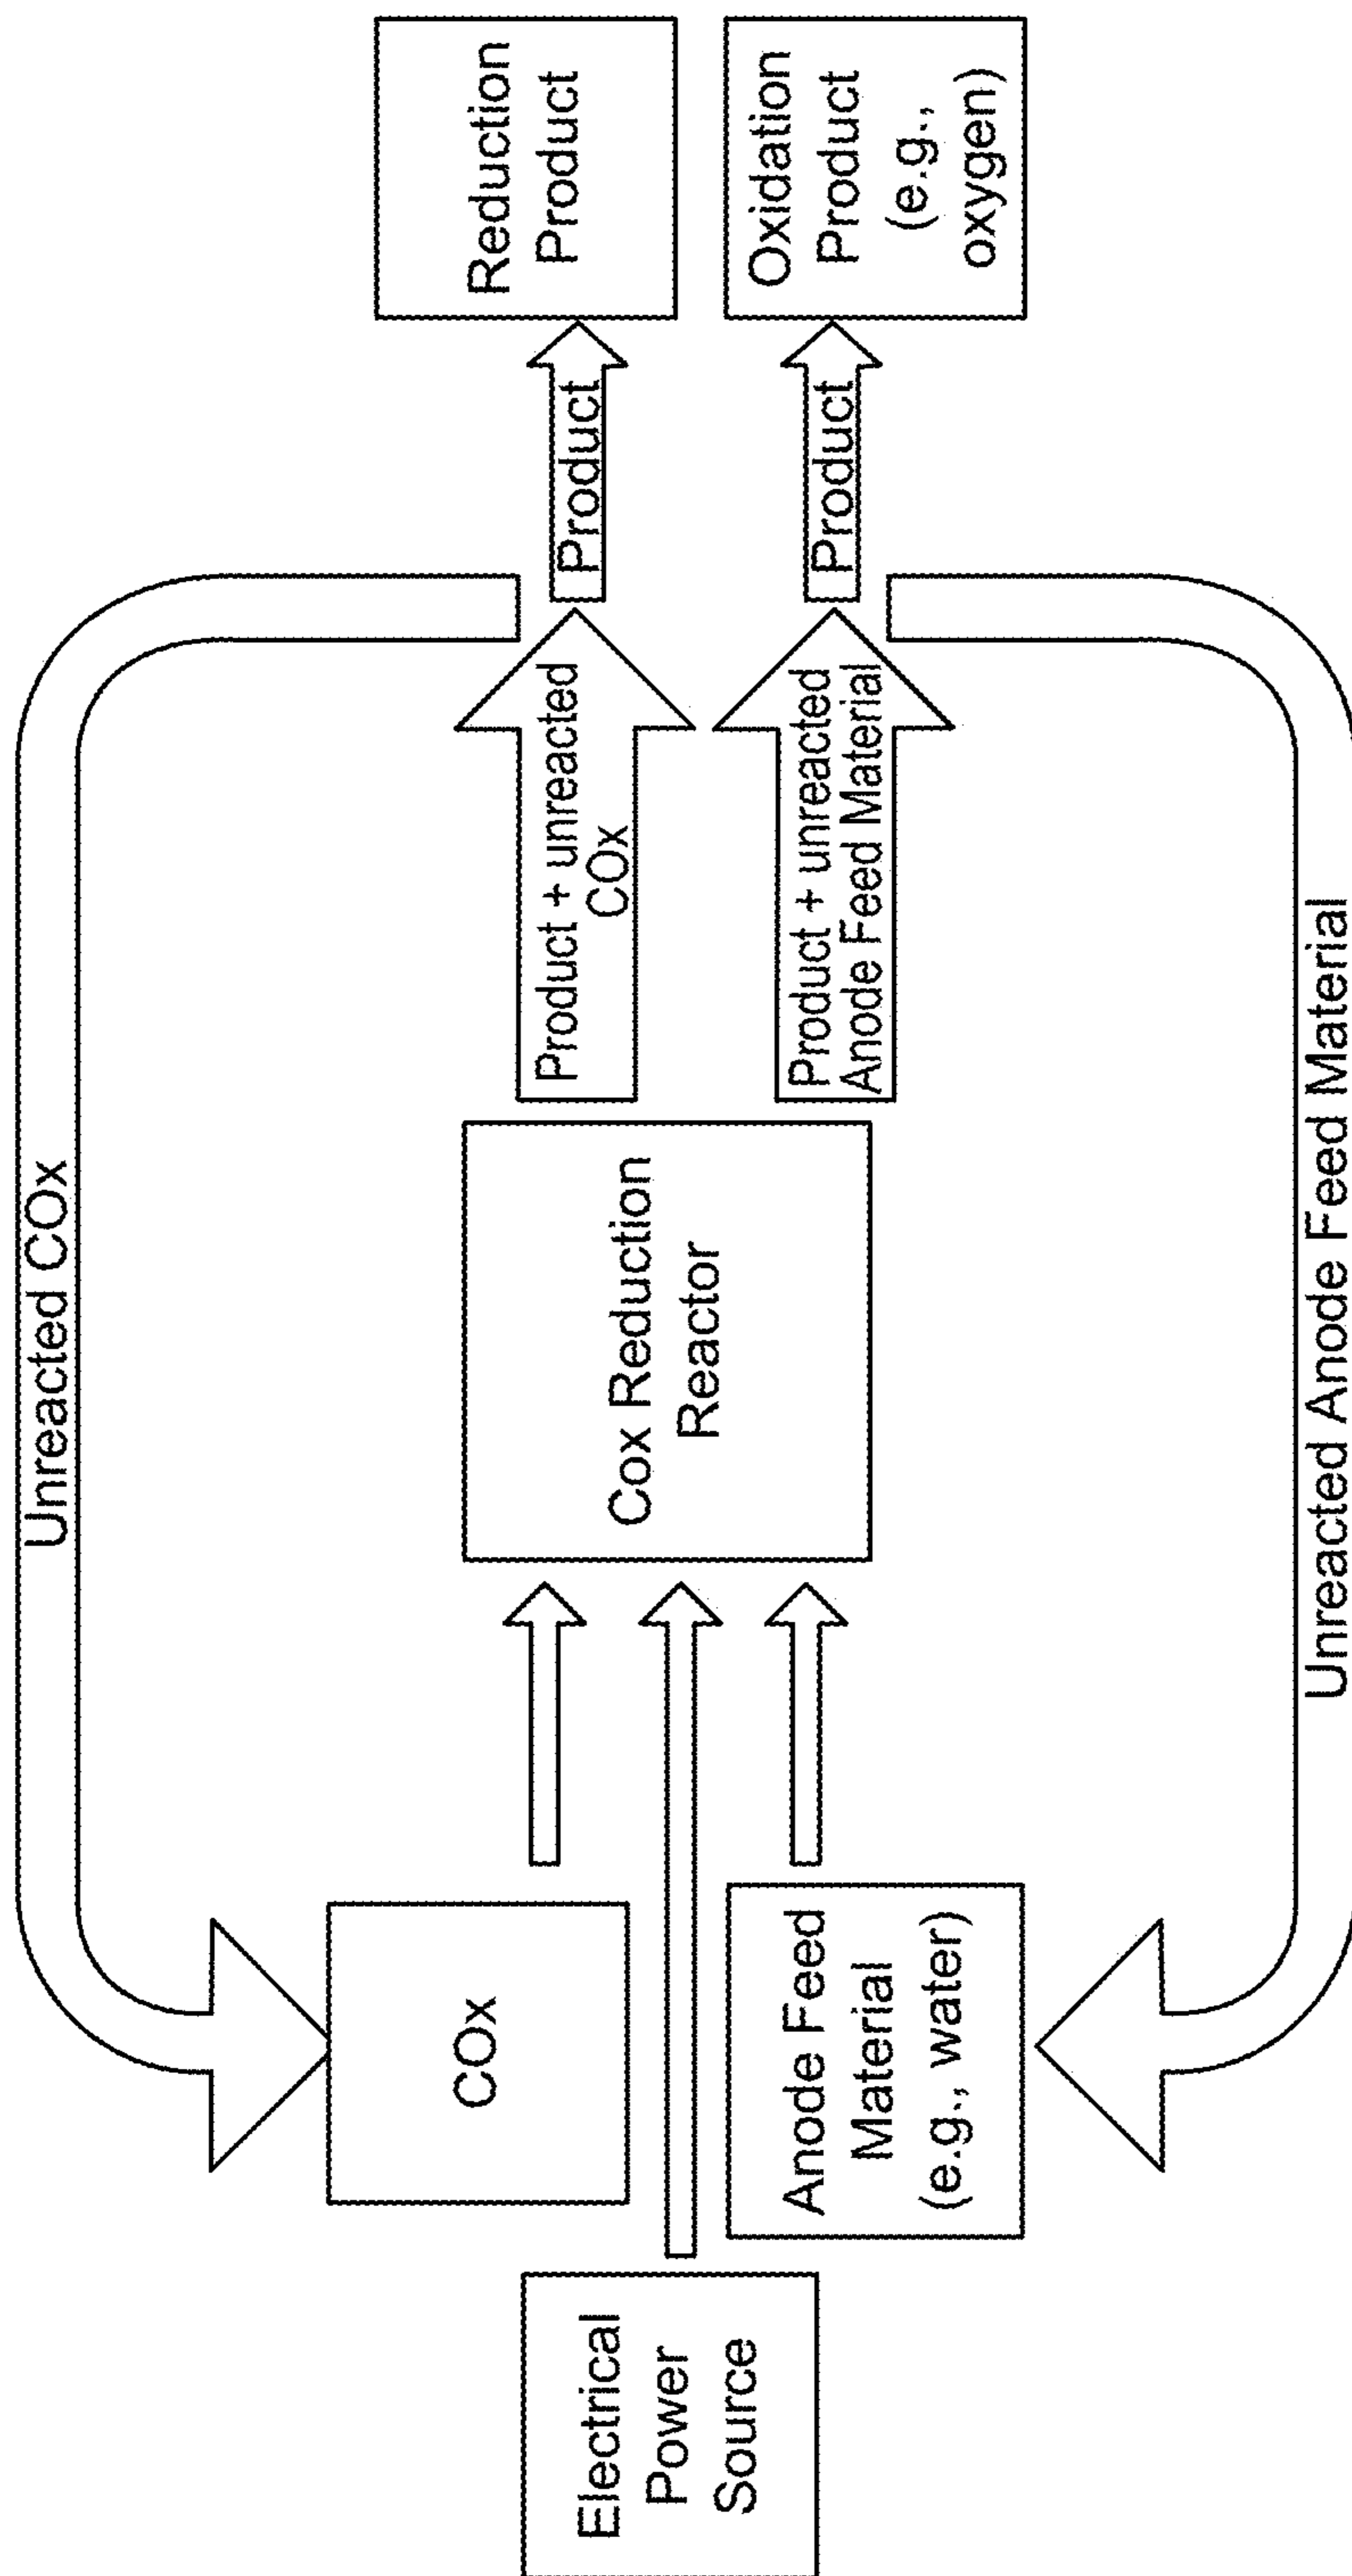 Unreacted COx
COx
Electrical
Power
Source
Anode Feed
Material
(e.g., water)
Cox Reduction
Reactor
Product + unreacted
COx
Product + unreacted
Anode Feed Material
Product
Product
Reduction
Product
Oxidation
Product
(e.g.,
oxygen)
Unreacted Anode Feed Material